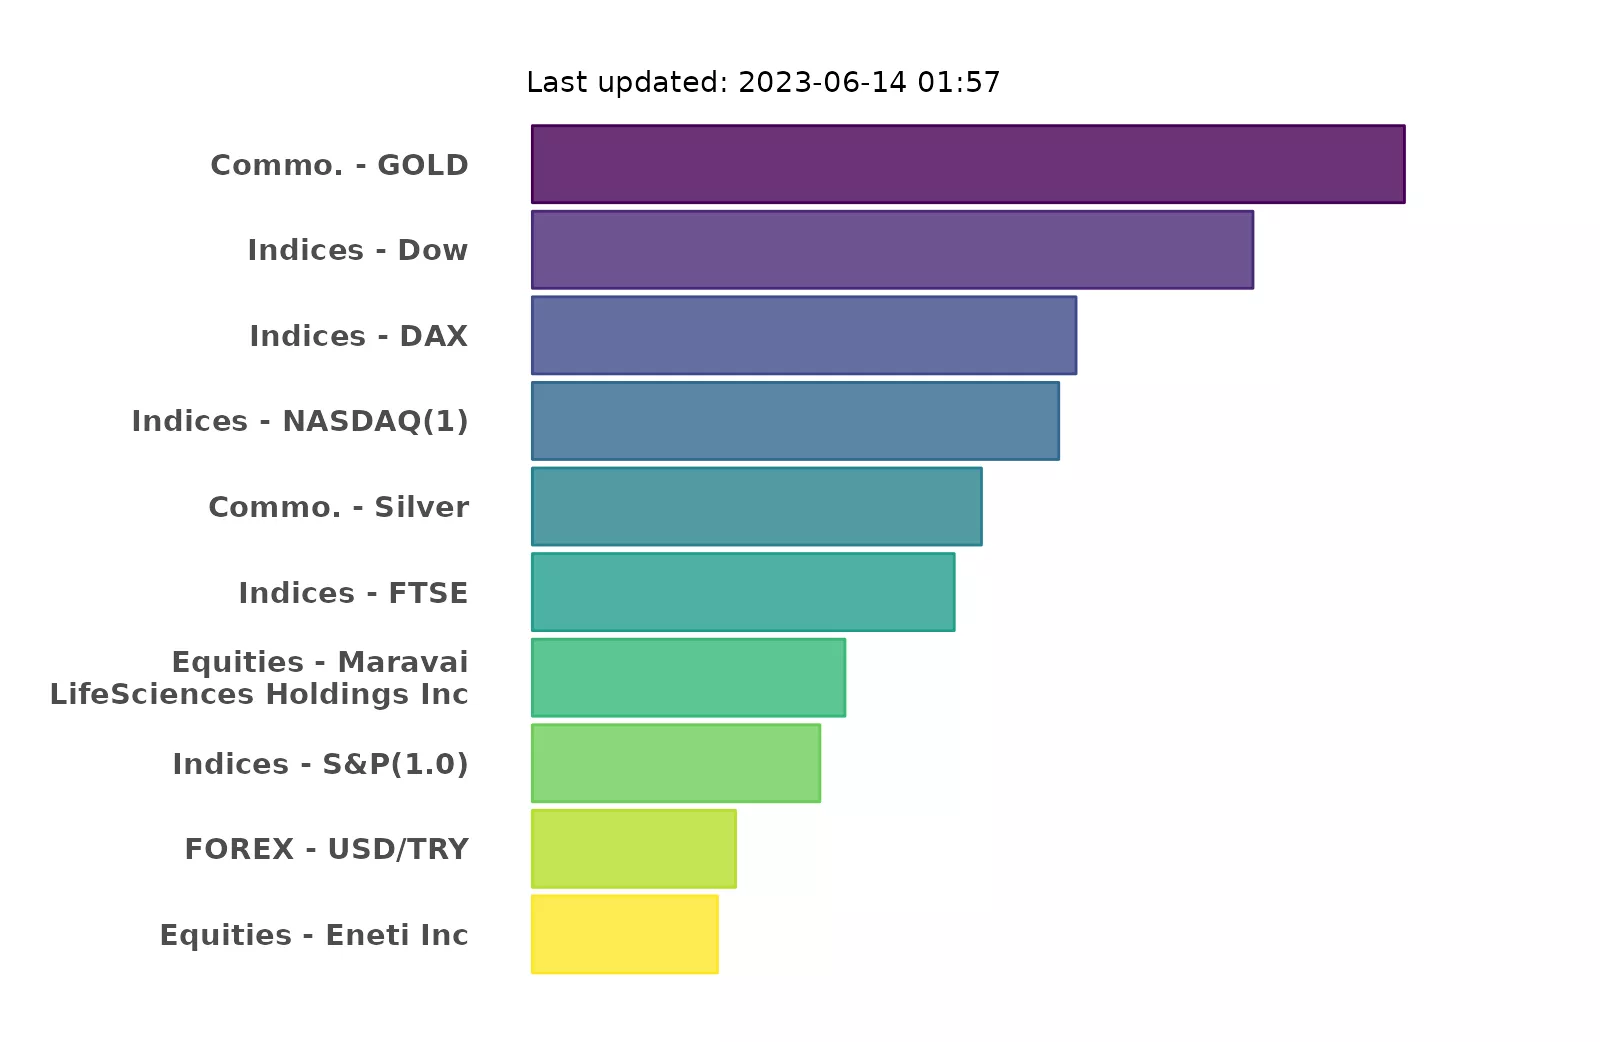 Last updated: 2023-06-14 01:57
Commo. - GOLD
Indices - Dow
Indices - DAX
Indices - NASDAQ(1)
Commo. - Silver
Indices - FTSE
Equities - Maravai
LifeSciences Holdings Inc
Indices - S&P(1.0)
FOREX - USD/TRY
Equities - Eneti Inc